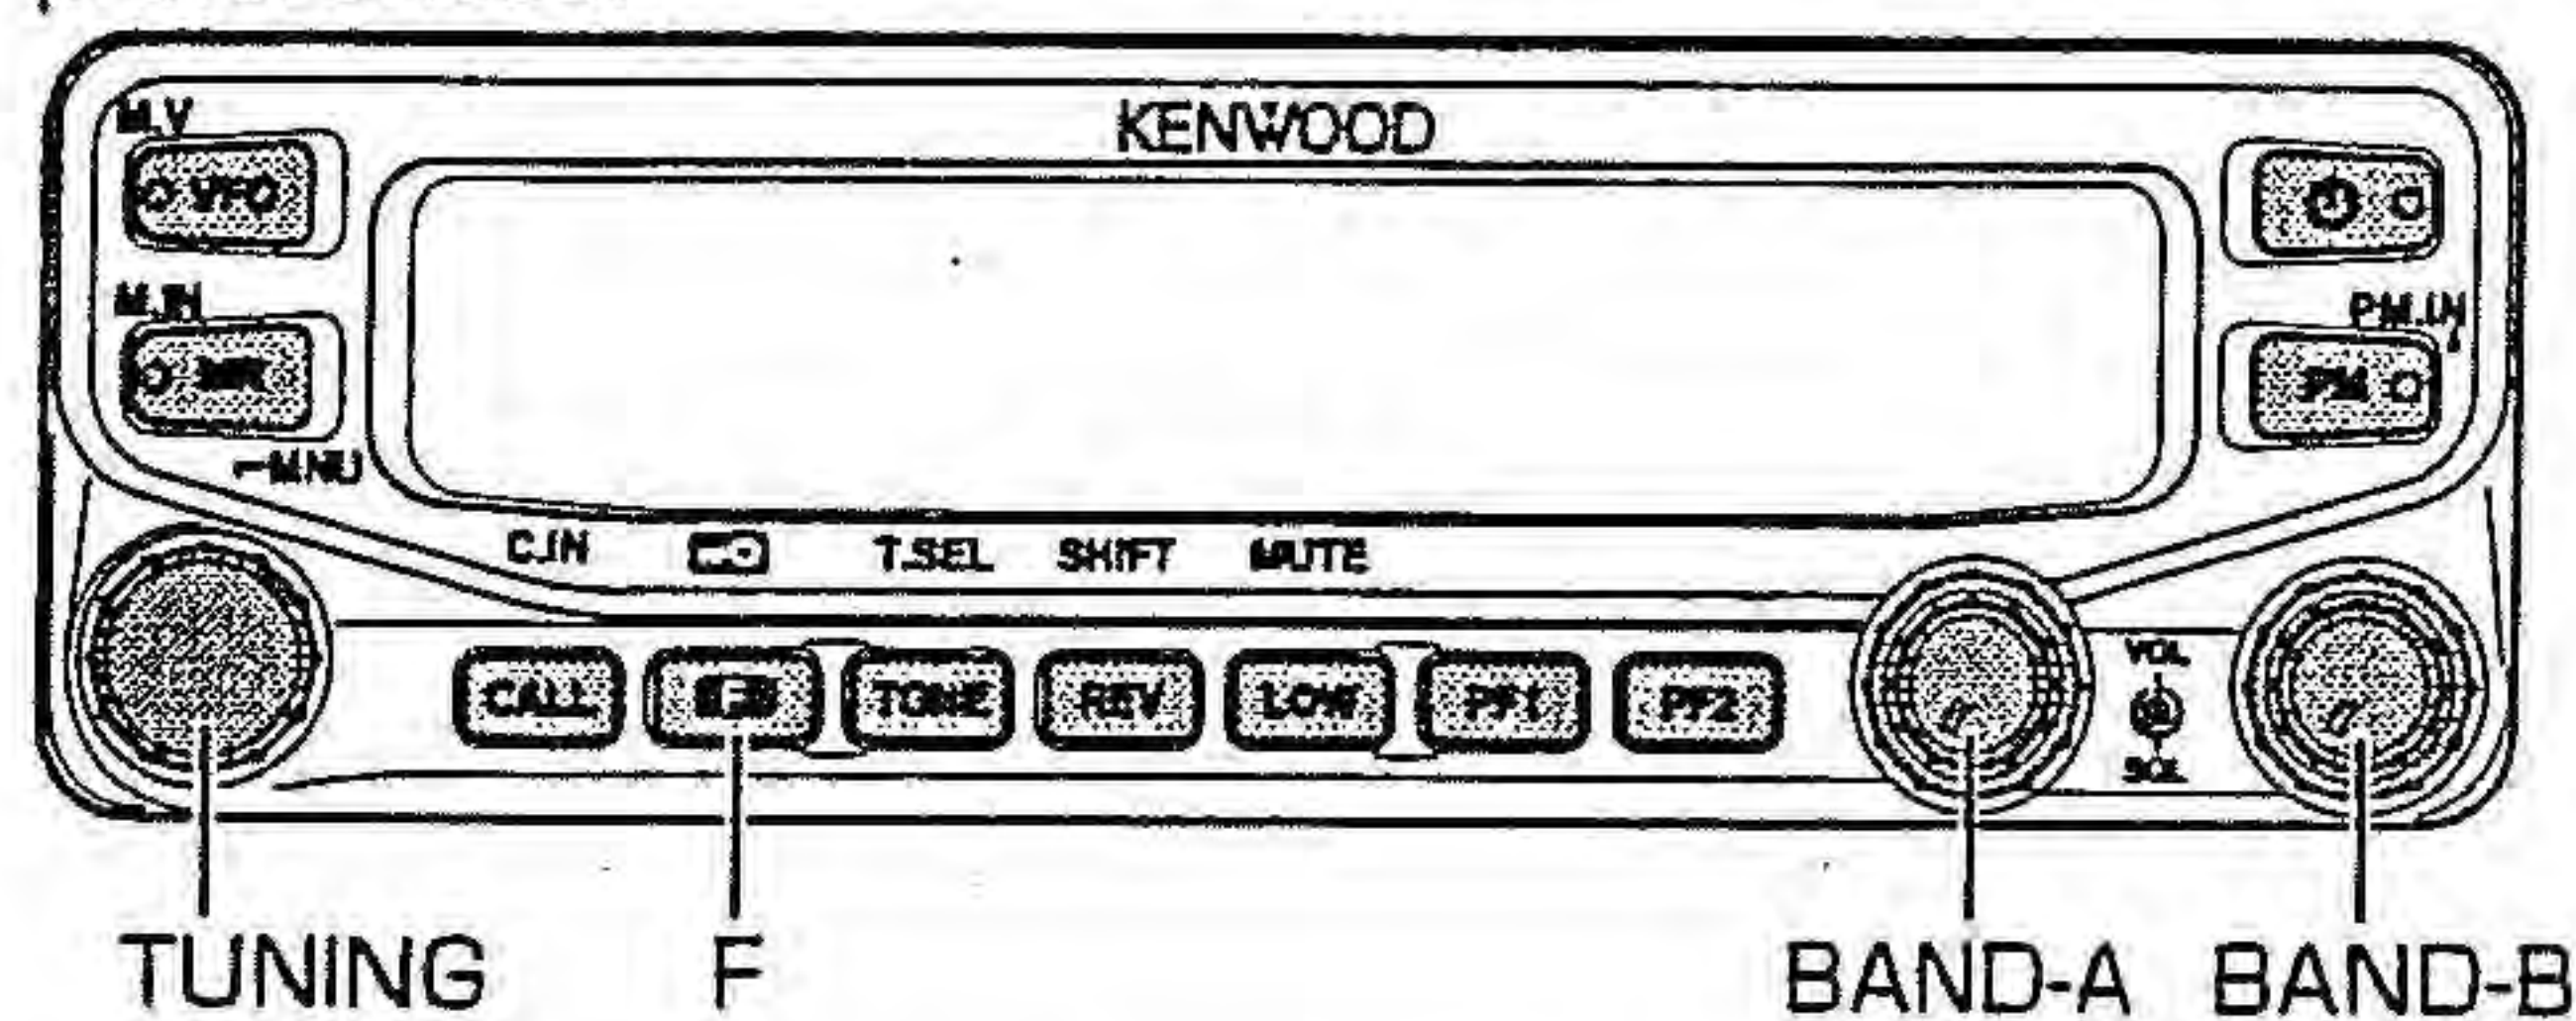 KENWOOD
M.V
VFO
M.IN
MR
MNU
PM.IN
PM
C.IN T.SEL SHIFT MUTE
CALL F TONE REV LOW PF1 PF2
VOL
SQL
TUNING F BAND-A BAND-B